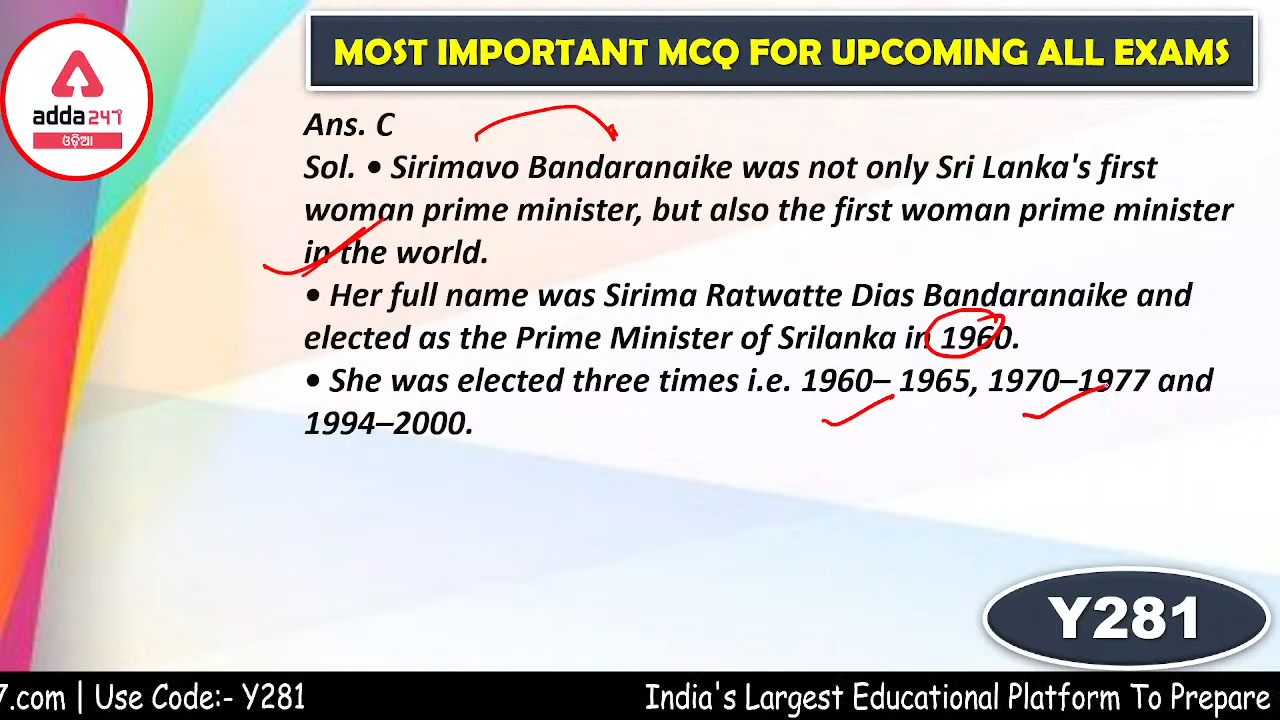 MOST IMPORTANT MCQ FOR UPCOMING ALL EXAMS
adda247
ଓଡ଼ିଆ
Ans. C
Sol. • Sirimavo Bandaranaike was not only Sri Lanka's first
woman prime minister, but also the first woman prime minister
in the world.
• Her full name was Sirima Ratwatte Dias Bandaranaike and
elected as the Prime Minister of Srilanka in 1960.
• She was elected three times i.e. 1960– 1965, 1970–1977 and
1994–2000.
Y281
7.com | Use Code:- Y281
India's Largest Educational Platform To Prepare